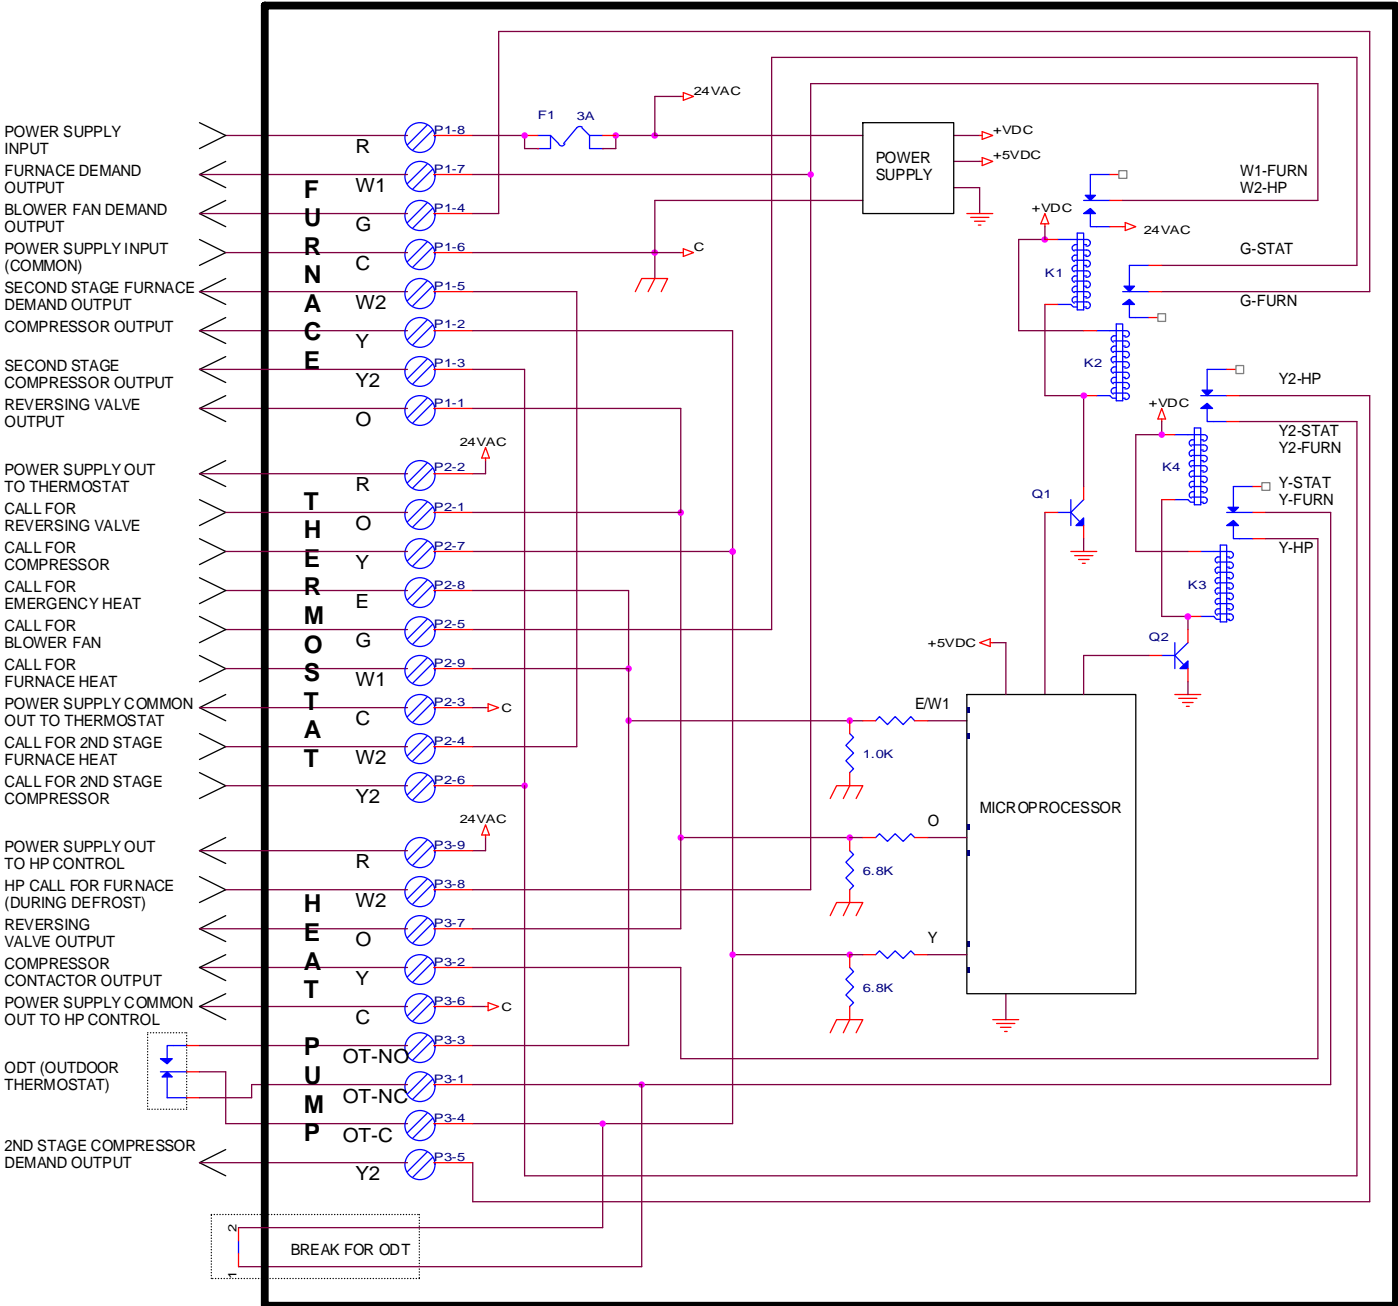 POWER SUPPLY
INPUT
FURNACE DEMAND
OUTPUT
BLOWER FAN DEMAND
OUTPUT
POWER SUPPLY INPUT
(COMMON)
SECOND STAGE FURNACE
DEMAND OUTPUT
COMPRESSOR OUTPUT
SECOND STAGE
COMPRESSOR OUTPUT
REVERSING VALVE
OUTPUT
FURNACE
R P1-8
W1 P1-7
G P1-4
C P1-6
W2 P1-5
Y P1-2
Y2 P1-3
O P1-1
F1 3A
24VAC
C
POWER
SUPPLY
+VDC
+5VDC
POWER SUPPLY OUT
TO THERMOSTAT
CALL FOR
REVERSING VALVE
CALL FOR
COMPRESSOR
CALL FOR
EMERGENCY HEAT
CALL FOR
BLOWER FAN
CALL FOR
FURNACE HEAT
POWER SUPPLY COMMON
OUT TO THERMOSTAT
CALL FOR 2ND STAGE
FURNACE HEAT
CALL FOR 2ND STAGE
COMPRESSOR
THERMOSTAT
24VAC
R P2-2
O P2-1
Y P2-7
E P2-8
G P2-5
W1 P2-9
C P2-3 C
W2 P2-4
Y2 P2-6
POWER SUPPLY OUT
TO HP CONTROL
HP CALL FOR FURNACE
(DURING DEFROST)
REVERSING
VALVE OUTPUT
COMPRESSOR
CONTACTOR OUTPUT
POWER SUPPLY COMMON
OUT TO HP CONTROL
ODT (OUTDOOR
THERMOSTAT)
2ND STAGE COMPRESSOR
DEMAND OUTPUT
HEAT PUMP
24VAC
R P3-9
W2 P3-8
O P3-7
Y P3-2
C P3-6 C
OT-NO P3-3
OT-NC P3-1
OT-C P3-4
Y2 P3-5
2
1
BREAK FOR ODT
W1-FURN
W2-HP
+VDC
24VAC
K1
G-STAT
G-FURN
K2
Y2-HP
+VDC
Y2-STAT
Y2-FURN
K4
Y-STAT
Y-FURN
Y-HP
K3
Q1
Q2
+5VDC
E/W1
1.0K
MICROPROCESSOR
O
6.8K
Y
6.8K